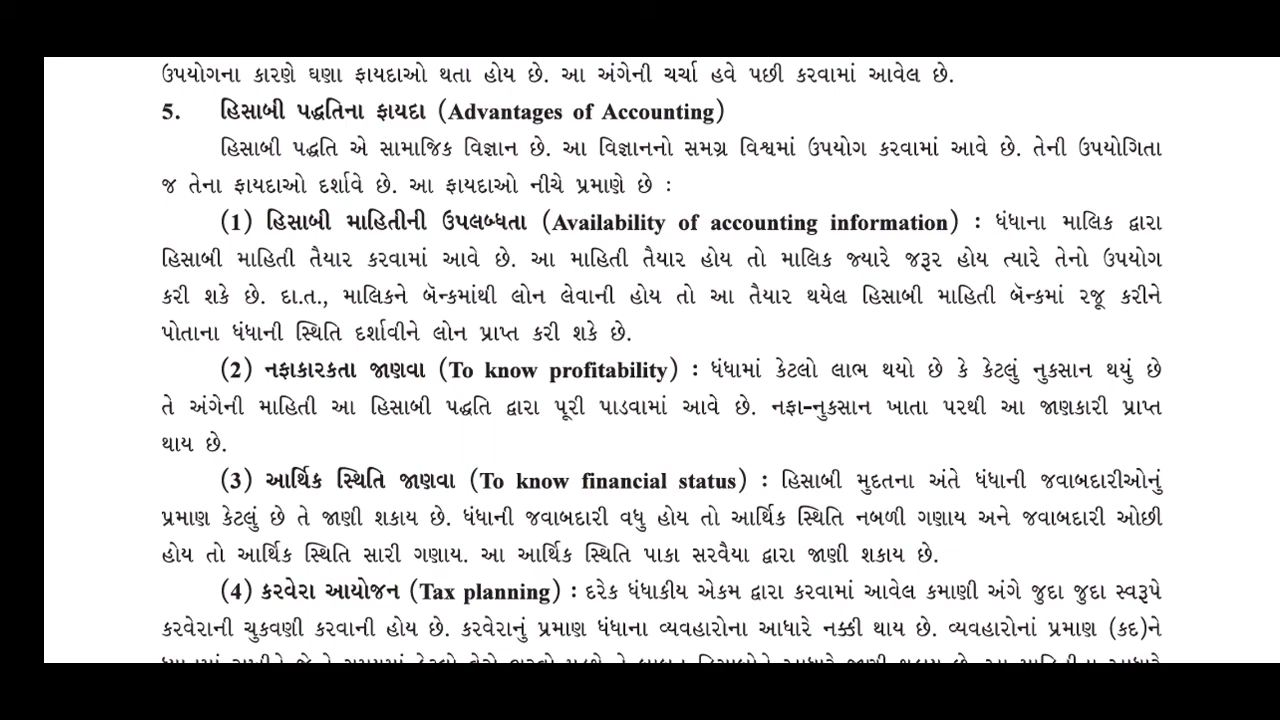 ઉપયોગના કારણે ઘણા ફાયદાઓ થતા હોય છે. આ અંગેની ચર્ચા હવે પછી કરવામાં આવેલ છે.
5. હિસાબી પદ્ધતિના ફાયદા (Advantages of Accounting)
હિસાબી પદ્ધતિ એ સામાજિક વિજ્ઞાન છે. આ વિજ્ઞાનનો સમગ્ર વિશ્વમાં ઉપયોગ કરવામાં આવે છે. તેની ઉપયોગિતા
જ તેના ફાયદાઓ દર્શાવે છે. આ ફાયદાઓ નીચે પ્રમાણે છે :
(1) હિસાબી માહિતીની ઉપલબ્ધતા (Availability of accounting information) : ધંધાના માલિક દ્વારા
હિસાબી માહિતી તૈયાર કરવામાં આવે છે. આ માહિતી તૈયાર હોય તો માલિક જ્યારે જરૂર હોય ત્યારે તેનો ઉપયોગ
કરી શકે છે. દા.ત., માલિકને બૅન્કમાંથી લોન લેવાની હોય તો આ તૈયાર થયેલ હિસાબી માહિતી બૅન્કમાં રજૂ કરીને
પોતાના ધંધાની સ્થિતિ દર્શાવીને લોન પ્રાપ્ત કરી શકે છે.
(2) નફાકારકતા જાણવા (To know profitability) : ધંધામાં કેટલો લાભ થયો છે કે કેટલું નુકસાન થયું છે
તે અંગેની માહિતી આ હિસાબી પદ્ધતિ દ્વારા પૂરી પાડવામાં આવે છે. નફા-નુકસાન ખાતા પરથી આ જાણકારી પ્રાપ્ત
થાય છે.
(3) આર્થિક સ્થિતિ જાણવા (To know financial status) : હિસાબી મુદતના અંતે ધંધાની જવાબદારીઓનું
પ્રમાણ કેટલું છે તે જાણી શકાય છે. ધંધાની જવાબદારી વધુ હોય તો આર્થિક સ્થિતિ નબળી ગણાય અને જવાબદારી ઓછી
હોય તો આર્થિક સ્થિતિ સારી ગણાય. આ આર્થિક સ્થિતિ પાકા સરવૈયા દ્વારા જાણી શકાય છે.
(4) કરવેરા આયોજન (Tax planning) : દરેક ધંધાકીય એકમ દ્વારા કરવામાં આવેલ કમાણી અંગે જુદા જુદા સ્વરૂપે
કરવેરાની ચુકવણી કરવાની હોય છે. કરવેરાનું પ્રમાણ ધંધાના વ્યવહારોના આધારે નક્કી થાય છે. વ્યવહારોનાં પ્રમાણ (કદ)ને